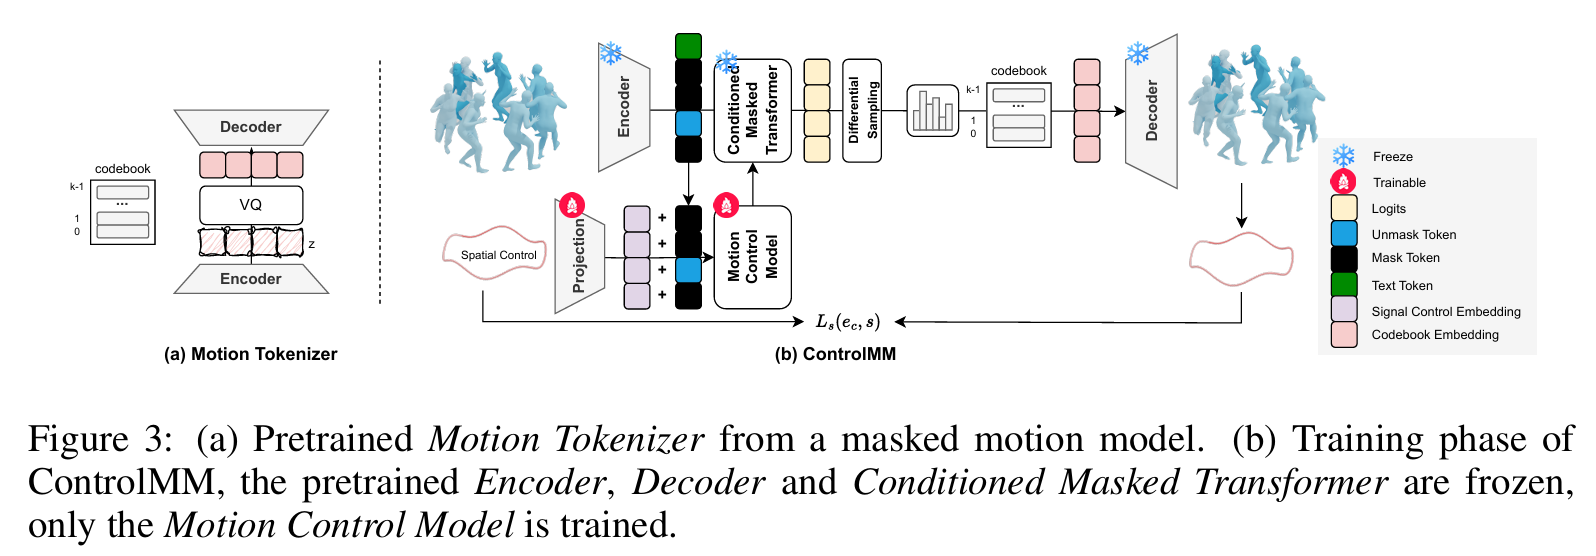 Decoder
codebook
k-1
...
1
0
VQ
z
Encoder
(a) Motion Tokenizer
Encoder
Conditioned
Masked
Transformer
Differential
Sampling
k-1
1
0
codebook
...
Decoder
Spatial Control
Projection
+
+
+
+
Motion
Control
Model
L_s(e_c, s)
(b) ControlMM
Freeze
Trainable
Logits
Unmask Token
Mask Token
Text Token
Signal Control Embedding
Codebook Embedding
Figure 3: (a) Pretrained Motion Tokenizer from a masked motion model. (b) Training phase of
ControlMM, the pretrained Encoder, Decoder and Conditioned Masked Transformer are frozen,
only the Motion Control Model is trained.